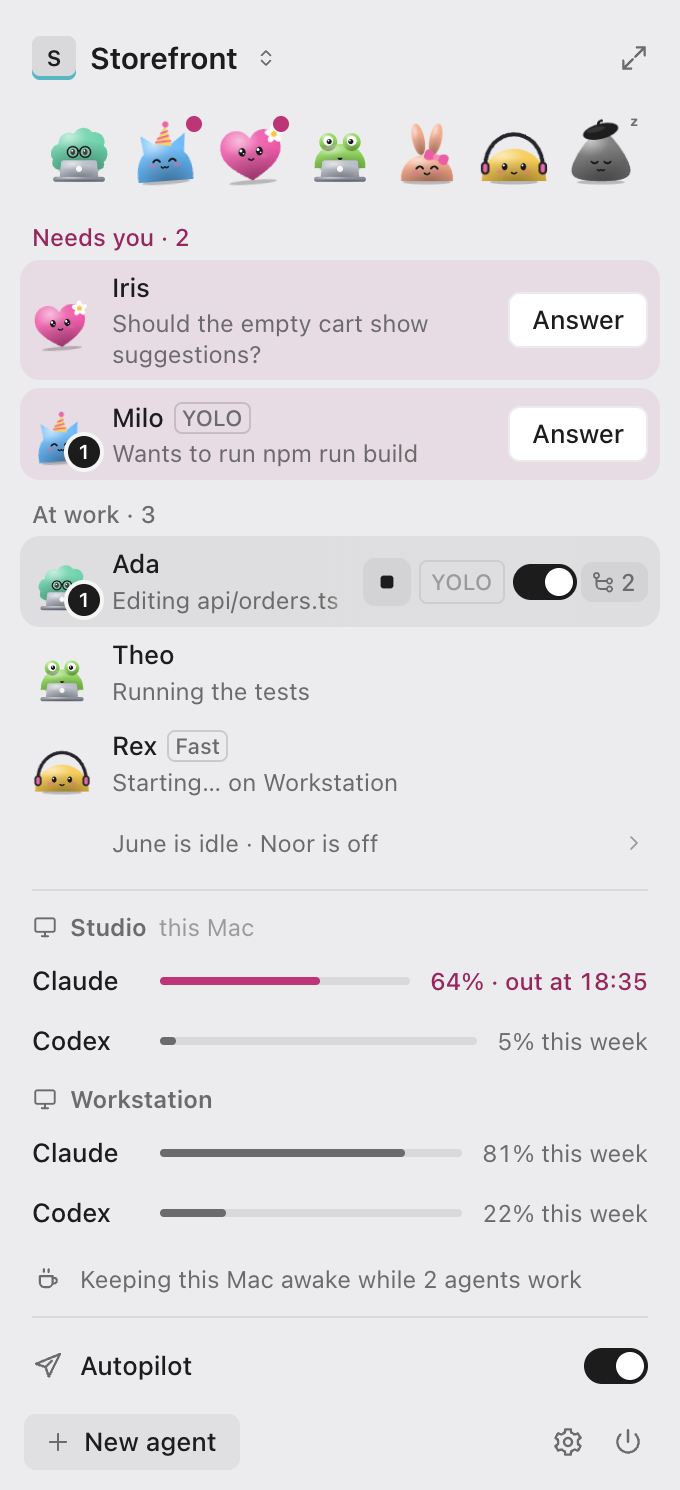 S Storefront
z
Needs you · 2
Iris
Should the empty cart show
suggestions?
Answer
Milo YOLO
1
Wants to run npm run build
Answer
At work · 3
Ada
1
Editing api/orders.ts
YOLO
2
Theo
Running the tests
Rex Fast
Starting... on Workstation
June is idle · Noor is off
Studio this Mac
Claude 64% · out at 18:35
Codex 5% this week
Workstation
Claude 81% this week
Codex 22% this week
Keeping this Mac awake while 2 agents work
Autopilot
New agent